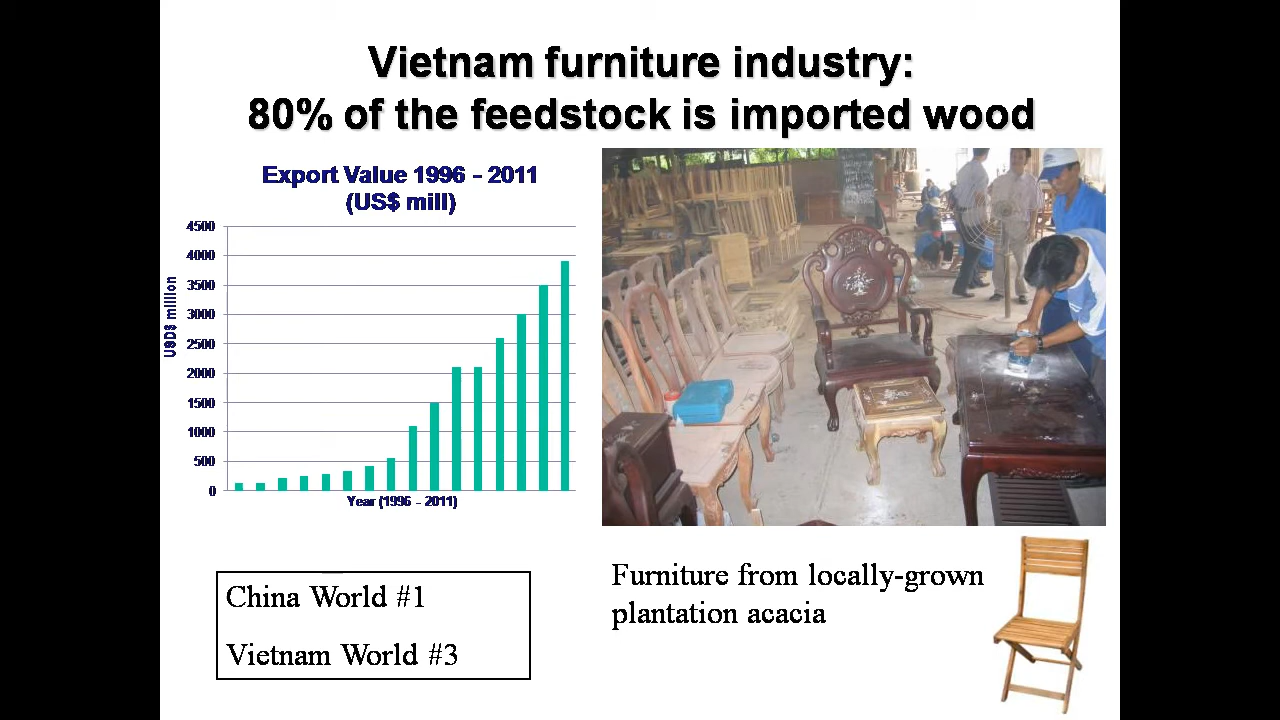 Vietnam furniture industry:
80% of the feedstock is imported wood
Export Value 1996 - 2011
(US$ mill)
USD$ million
4500
4000
3500
3000
2500
2000
1500
1000
500
0
Year (1996 - 2011)
China World #1
Vietnam World #3
Furniture from locally-grown
plantation acacia